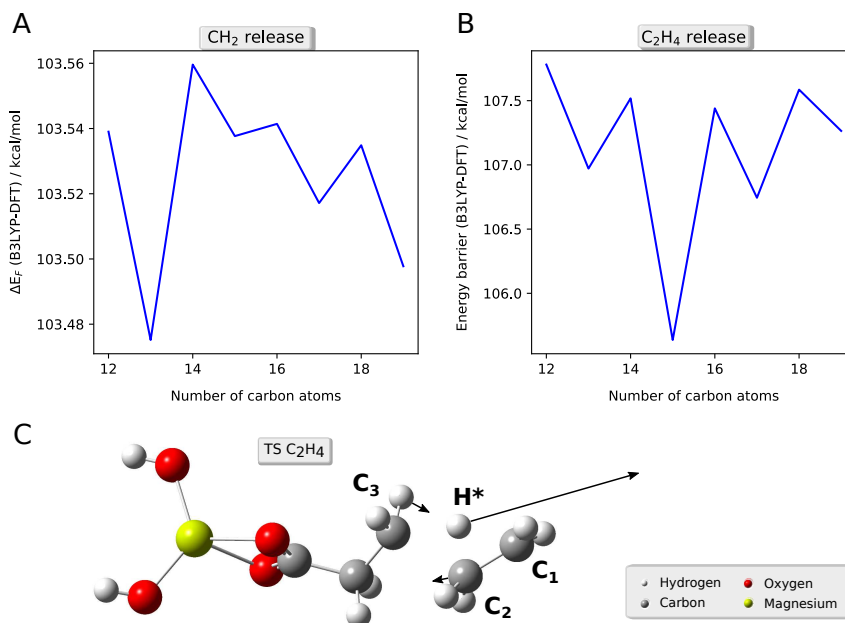 A
CH₂ release
ΔE_F (B3LYP-DFT) / kcal/mol
103.56
103.54
103.52
103.50
103.48
12 14 16 18
Number of carbon atoms
B
C₂H₄ release
Energy barrier (B3LYP-DFT) / kcal/mol
107.5
107.0
106.5
106.0
12 14 16 18
Number of carbon atoms
C
TS C₂H₄
C₃
H*
C₁
C₂
Hydrogen
Oxygen
Carbon
Magnesium